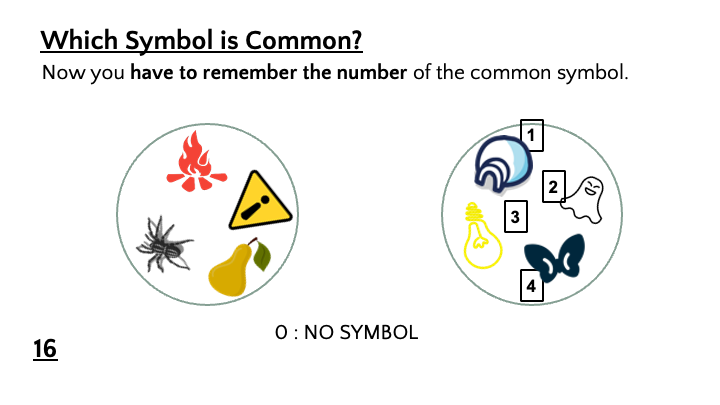 Which Symbol is Common?
Now you have to remember the number of the common symbol.
1
2
3
4
0 : NO SYMBOL
16